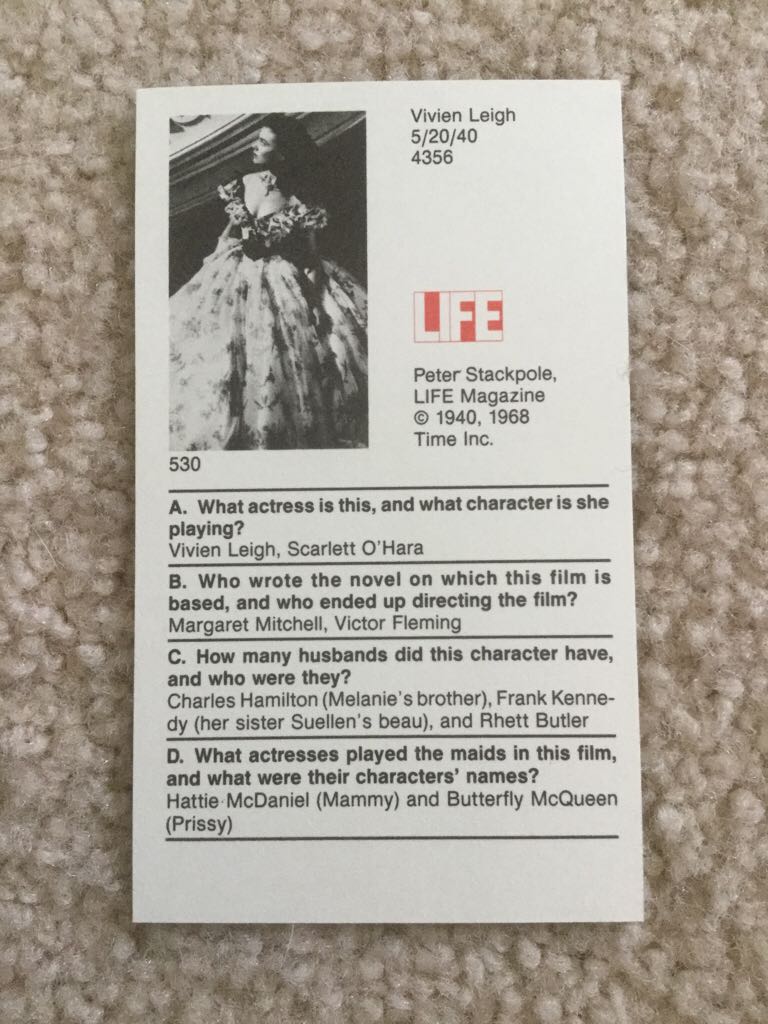 Vivien Leigh
5/20/40
4356
LIFE
Peter Stackpole,
LIFE Magazine
© 1940, 1968
Time Inc.
530
A. What actress is this, and what character is she
playing?
Vivien Leigh, Scarlett O'Hara
B. Who wrote the novel on which this film is
based, and who ended up directing the film?
Margaret Mitchell, Victor Fleming
C. How many husbands did this character have,
and who were they?
Charles Hamilton (Melanie's brother), Frank Kenne-
dy (her sister Suellen's beau), and Rhett Butler
D. What actresses played the maids in this film,
and what were their characters' names?
Hattie McDaniel (Mammy) and Butterfly McQueen
(Prissy)